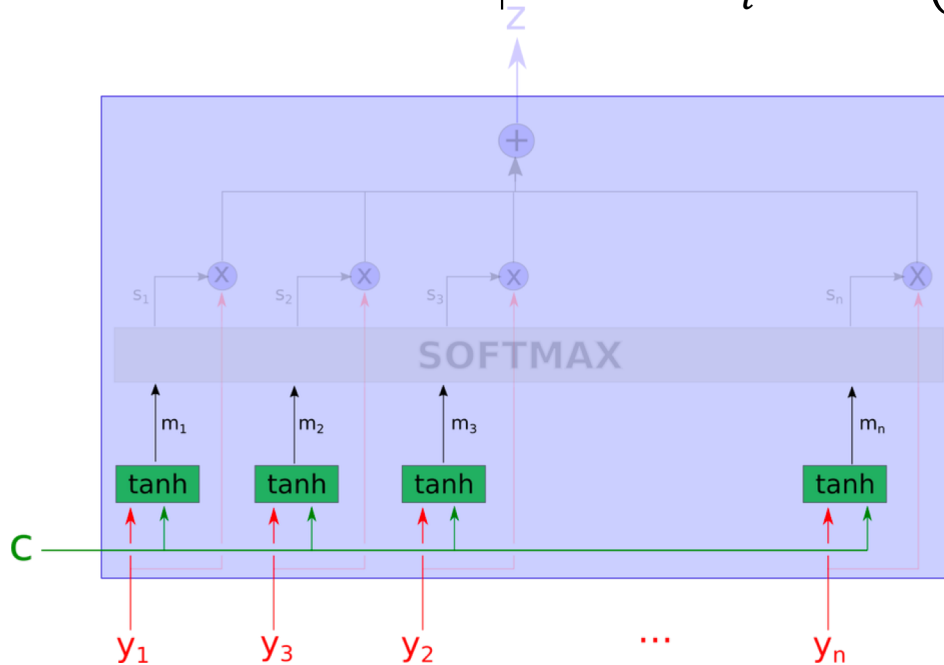 i
z
+
X X X X
s₁ s₂ s₃ sₙ
SOFTMAX
m₁ m₂ m₃ mₙ
tanh tanh tanh tanh
c
y₁ y₃ y₂ ... yₙ